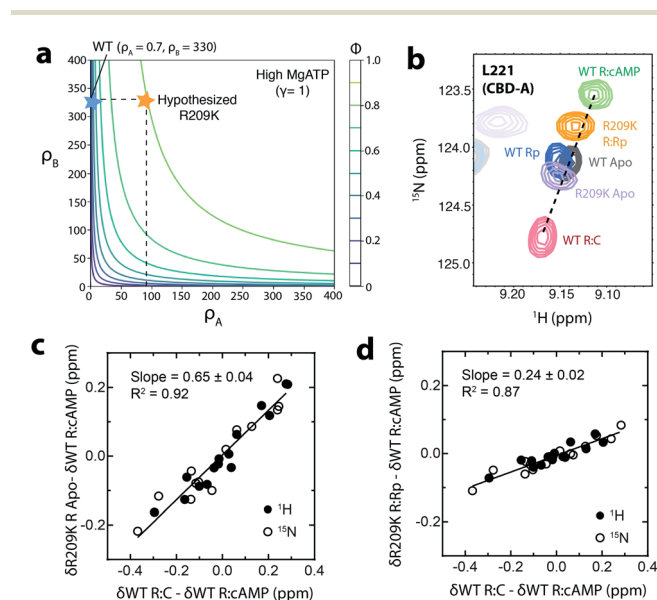 a
WT (ρA = 0.7, ρB = 330)
Φ
High MgATP
(γ= 1)
Hypothesized
R209K
400
350
300
250
200
150
100
50
0
ρB
0 50 100 150 200 250 300 350 400
ρA
1.0
0.8
0.6
0.4
0.2
0
b
L221
(CBD-A)
WT R:cAMP
R209K
R:Rp
WT Rp
WT Apo
R209K Apo
WT R:C
123.5
124.0
124.5
125.0
15N (ppm)
9.20 9.15 9.10
1H (ppm)
c
Slope = 0.65 ± 0.04
R2 = 0.92
0.2
0.0
-0.2
δR209K R Apo- δWT R:cAMP (ppm)
1H
15N
-0.4 -0.2 0.0 0.2 0.4
δWT R:C - δWT R:cAMP (ppm)
d
Slope = 0.24 ± 0.02
R2 = 0.87
0.2
0.0
-0.2
δR209K R:Rp - δWT R:cAMP (ppm)
1H
15N
-0.4 -0.2 0.0 0.2 0.4
δWT R:C - δWT R:cAMP (ppm)